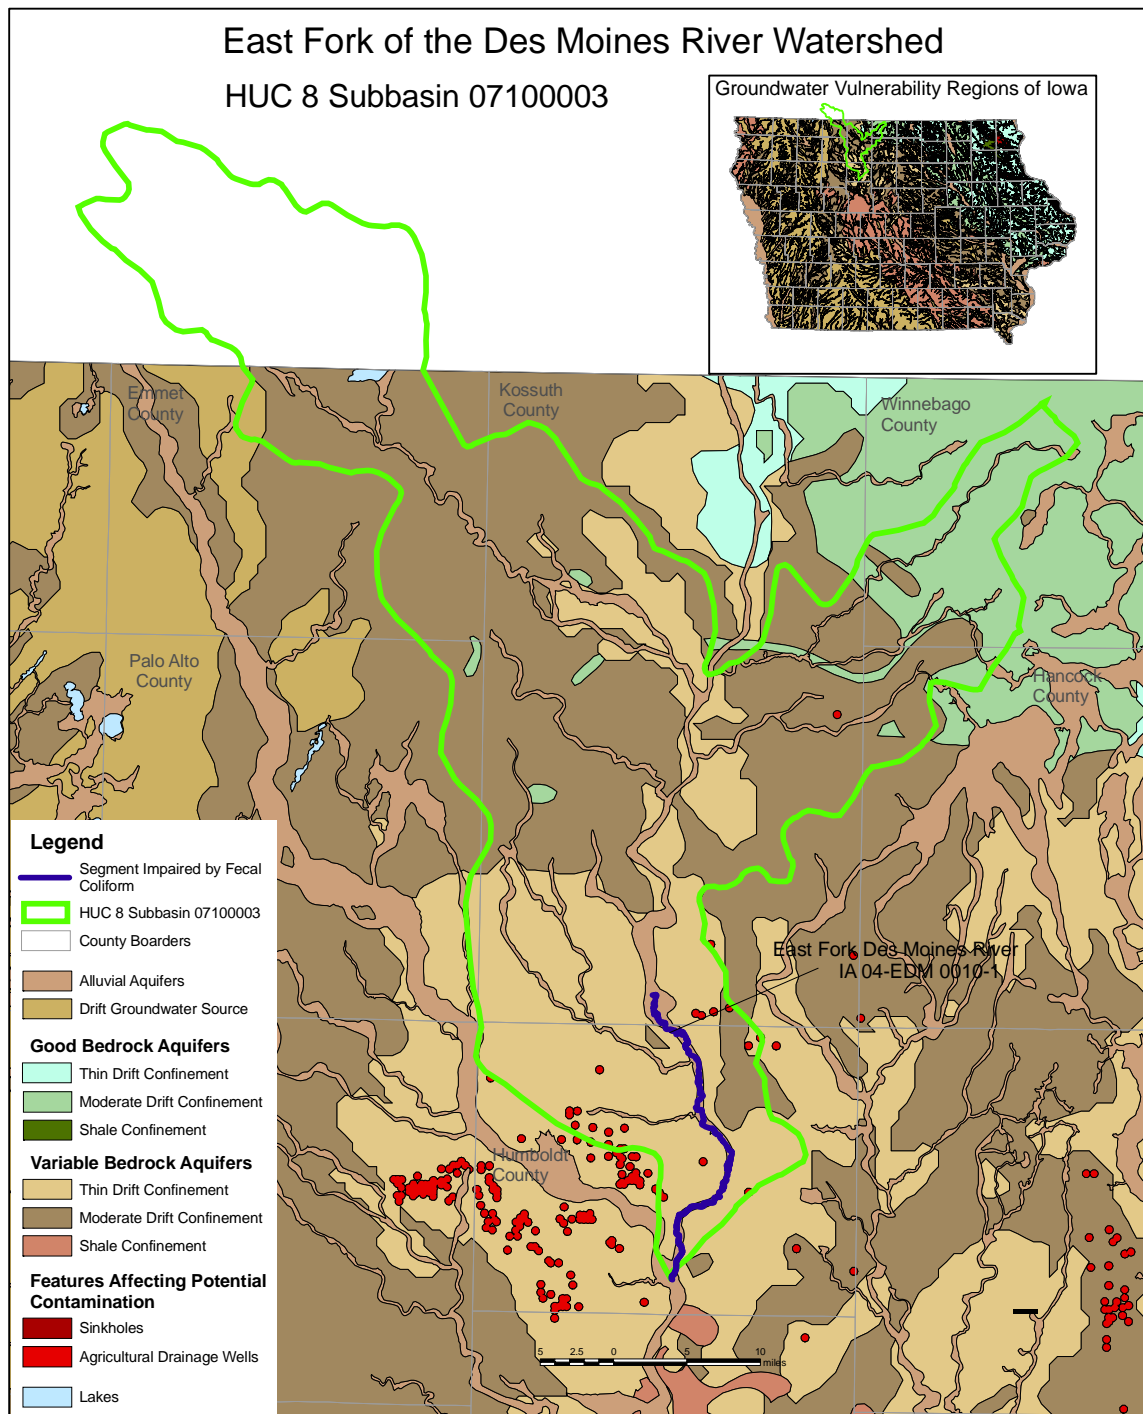 East Fork of the Des Moines River Watershed
HUC 8 Subbasin 07100003
Groundwater Vulnerability Regions of Iowa
Emmet
County
Kossuth
County
Winnebago
County
Palo Alto
County
Hancock
County
East Fork Des Moines River
IA 04-EDM 0010-1
Humboldt
County
Legend
Segment Impaired by Fecal
Coliform
HUC 8 Subbasin 07100003
County Boarders
Alluvial Aquifers
Drift Groundwater Source
Good Bedrock Aquifers
Thin Drift Confinement
Moderate Drift Confinement
Shale Confinement
Variable Bedrock Aquifers
Thin Drift Confinement
Moderate Drift Confinement
Shale Confinement
Features Affecting Potential
Contamination
Sinkholes
Agricultural Drainage Wells
Lakes
5 2.5 0 5 10
miles